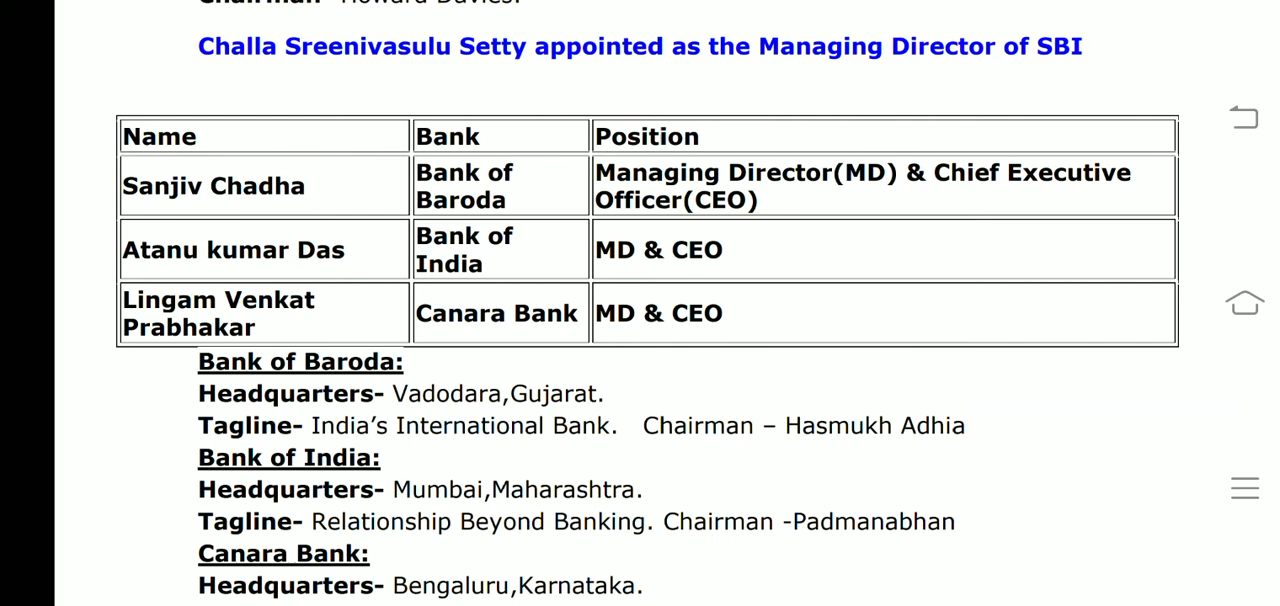 Chairman- Howard Davies.
Challa Sreenivasulu Setty appointed as the Managing Director of SBI
Name Bank Position
Sanjiv Chadha Bank of Baroda Managing Director(MD) & Chief Executive Officer(CEO)
Atanu kumar Das Bank of India MD & CEO
Lingam Venkat Prabhakar Canara Bank MD & CEO
Bank of Baroda:
Headquarters- Vadodara,Gujarat.
Tagline- India’s International Bank. Chairman – Hasmukh Adhia
Bank of India:
Headquarters- Mumbai,Maharashtra.
Tagline- Relationship Beyond Banking. Chairman -Padmanabhan
Canara Bank:
Headquarters- Bengaluru,Karnataka.